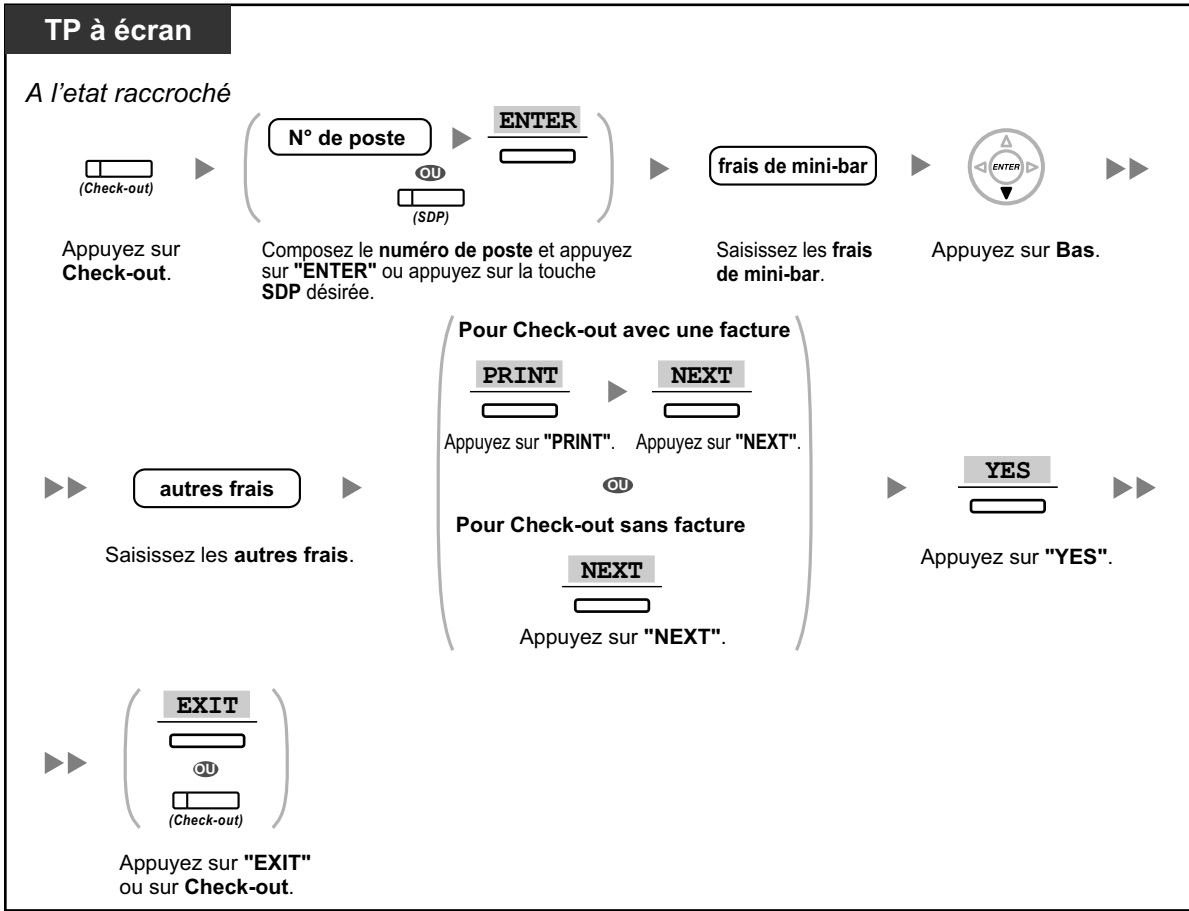 TP à écran
A l'etat raccroché
(Check-out)
N° de poste
ENTER
OU
(SDP)
frais de mini-bar
ENTER
Appuyez sur
Check-out.
Composez le numéro de poste et appuyez
sur "ENTER" ou appuyez sur la touche
SDP désirée.
Saisissez les frais
de mini-bar.
Appuyez sur Bas.
autres frais
Saisissez les autres frais.
Pour Check-out avec une facture
PRINT
NEXT
Appuyez sur "PRINT".
Appuyez sur "NEXT".
OU
Pour Check-out sans facture
NEXT
Appuyez sur "NEXT".
YES
Appuyez sur "YES".
EXIT
OU
(Check-out)
Appuyez sur "EXIT"
ou sur Check-out.